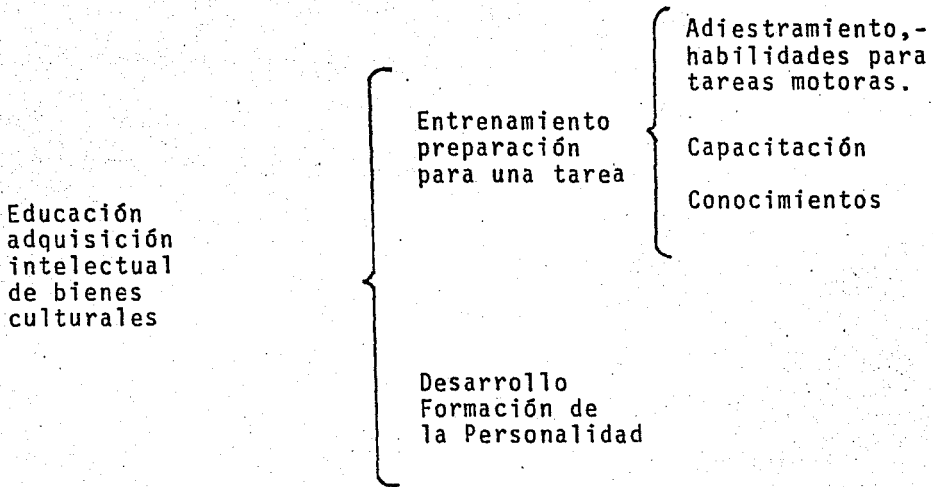 Educación
adquisición
intelectual
de bienes
culturales
Entrenamiento
preparación
para una tarea
Adiestramiento,-
habilidades para
tareas motoras.
Capacitación
Conocimientos
Desarrollo
Formación de
la Personalidad